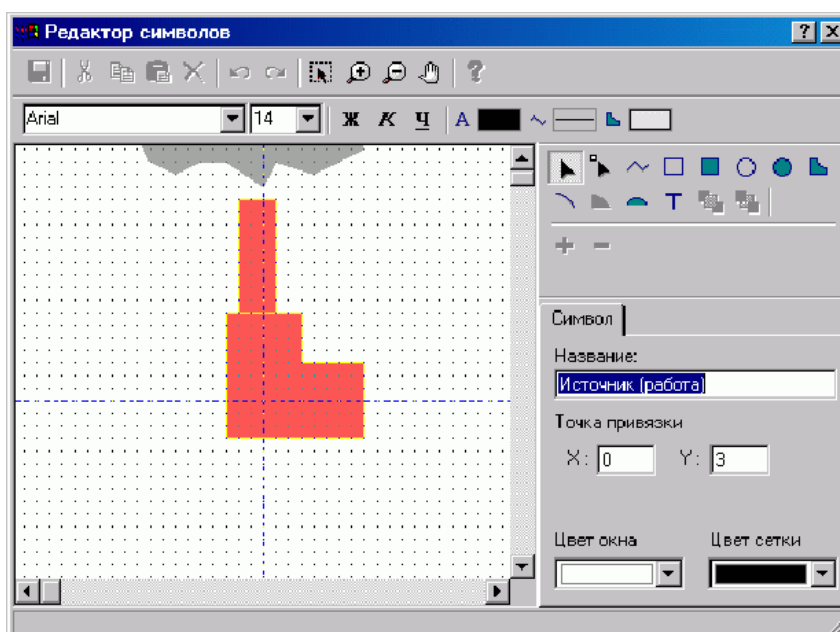 Редактор символов
Arial 14 Ж К Ч А
Т
Символ
Название:
Источник (работа)
Точка привязки
X: 0 Y: 3
Цвет окна Цвет сетки